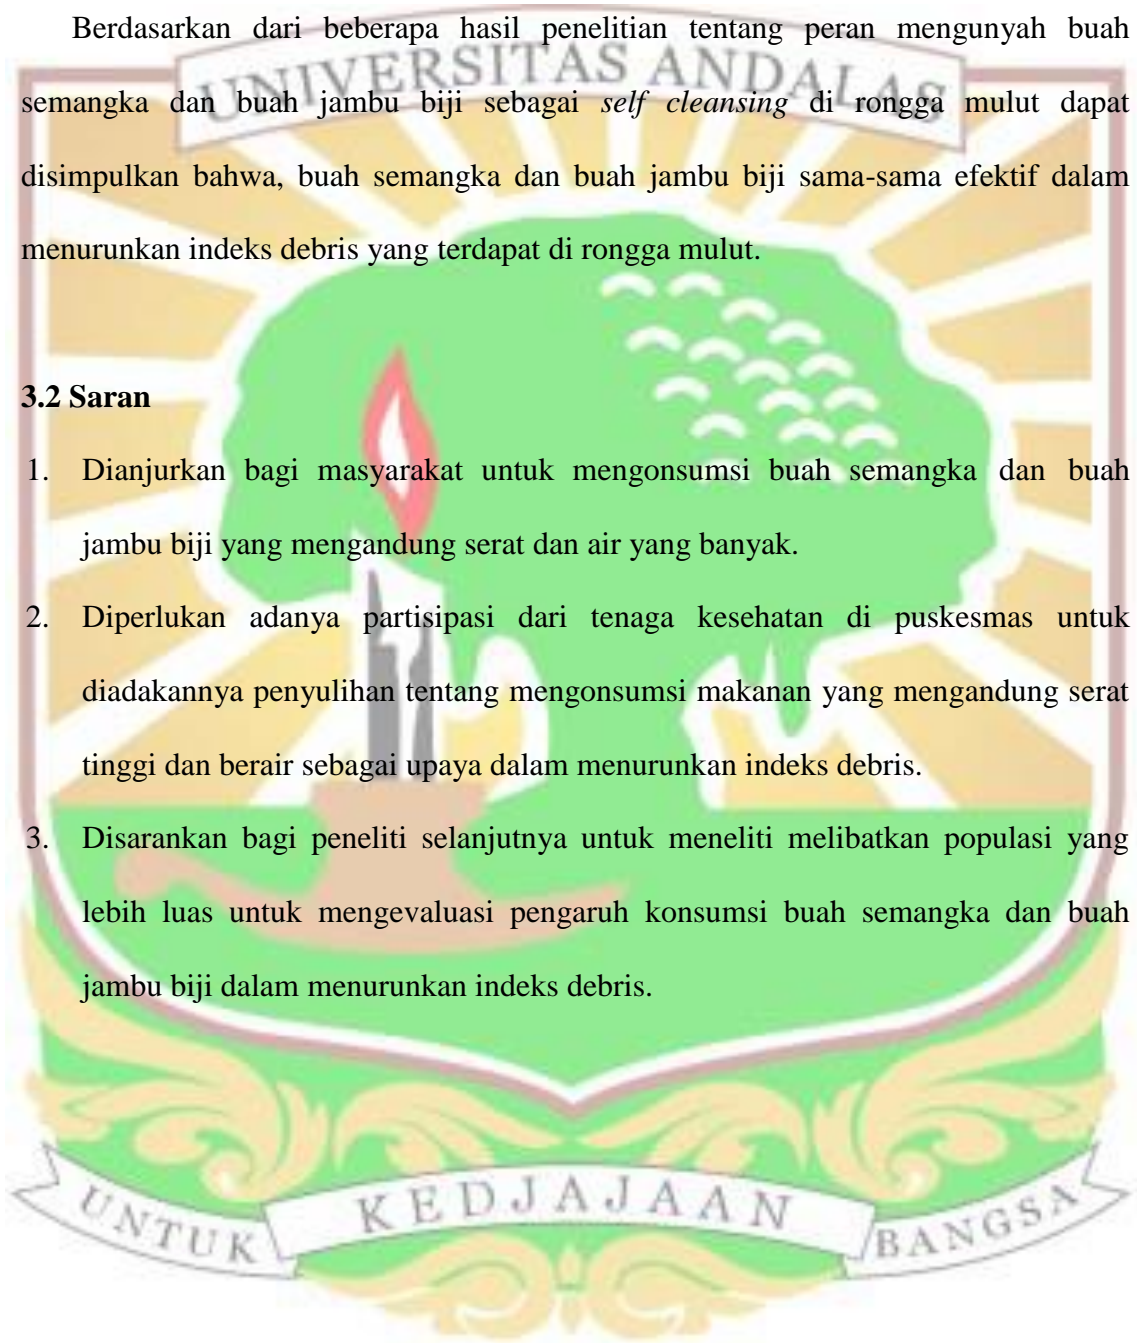 Berdasarkan dari beberapa hasil penelitian tentang peran mengunyah buah
UNIVERSITAS ANDALAS
semangka dan buah jambu biji sebagai self cleansing di rongga mulut dapat
disimpulkan bahwa, buah semangka dan buah jambu biji sama-sama efektif dalam
menurunkan indeks debris yang terdapat di rongga mulut.
3.2 Saran
1. Dianjurkan bagi masyarakat untuk mengonsumsi buah semangka dan buah
jambu biji yang mengandung serat dan air yang banyak.
2. Diperlukan adanya partisipasi dari tenaga kesehatan di puskesmas untuk
diadakannya penyulihan tentang mengonsumsi makanan yang mengandung serat
tinggi dan berair sebagai upaya dalam menurunkan indeks debris.
3. Disarankan bagi peneliti selanjutnya untuk meneliti melibatkan populasi yang
lebih luas untuk mengevaluasi pengaruh konsumsi buah semangka dan buah
jambu biji dalam menurunkan indeks debris.
UNTUK KEDJAJAAN BANGSA